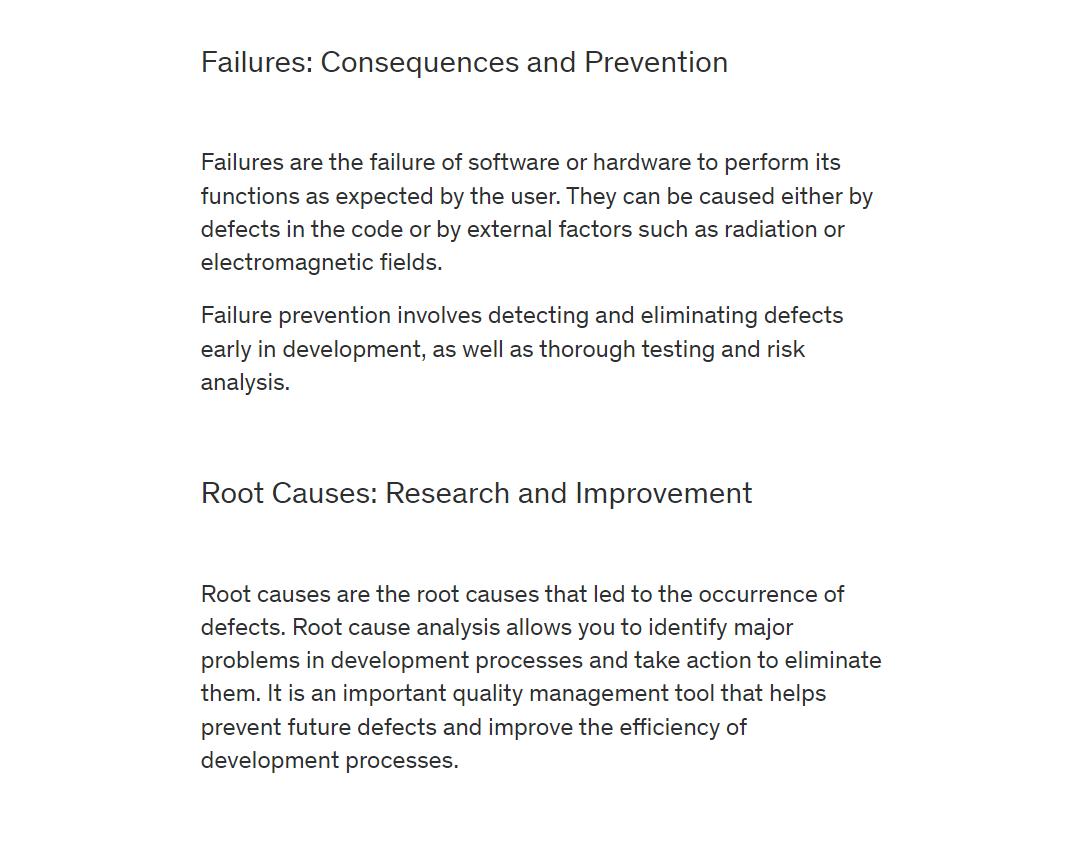 Failures: Consequences and Prevention
Failures are the failure of software or hardware to perform its
functions as expected by the user. They can be caused either by
defects in the code or by external factors such as radiation or
electromagnetic fields.
Failure prevention involves detecting and eliminating defects
early in development, as well as thorough testing and risk
analysis.
Root Causes: Research and Improvement
Root causes are the root causes that led to the occurrence of
defects. Root cause analysis allows you to identify major
problems in development processes and take action to eliminate
them. It is an important quality management tool that helps
prevent future defects and improve the efficiency of
development processes.